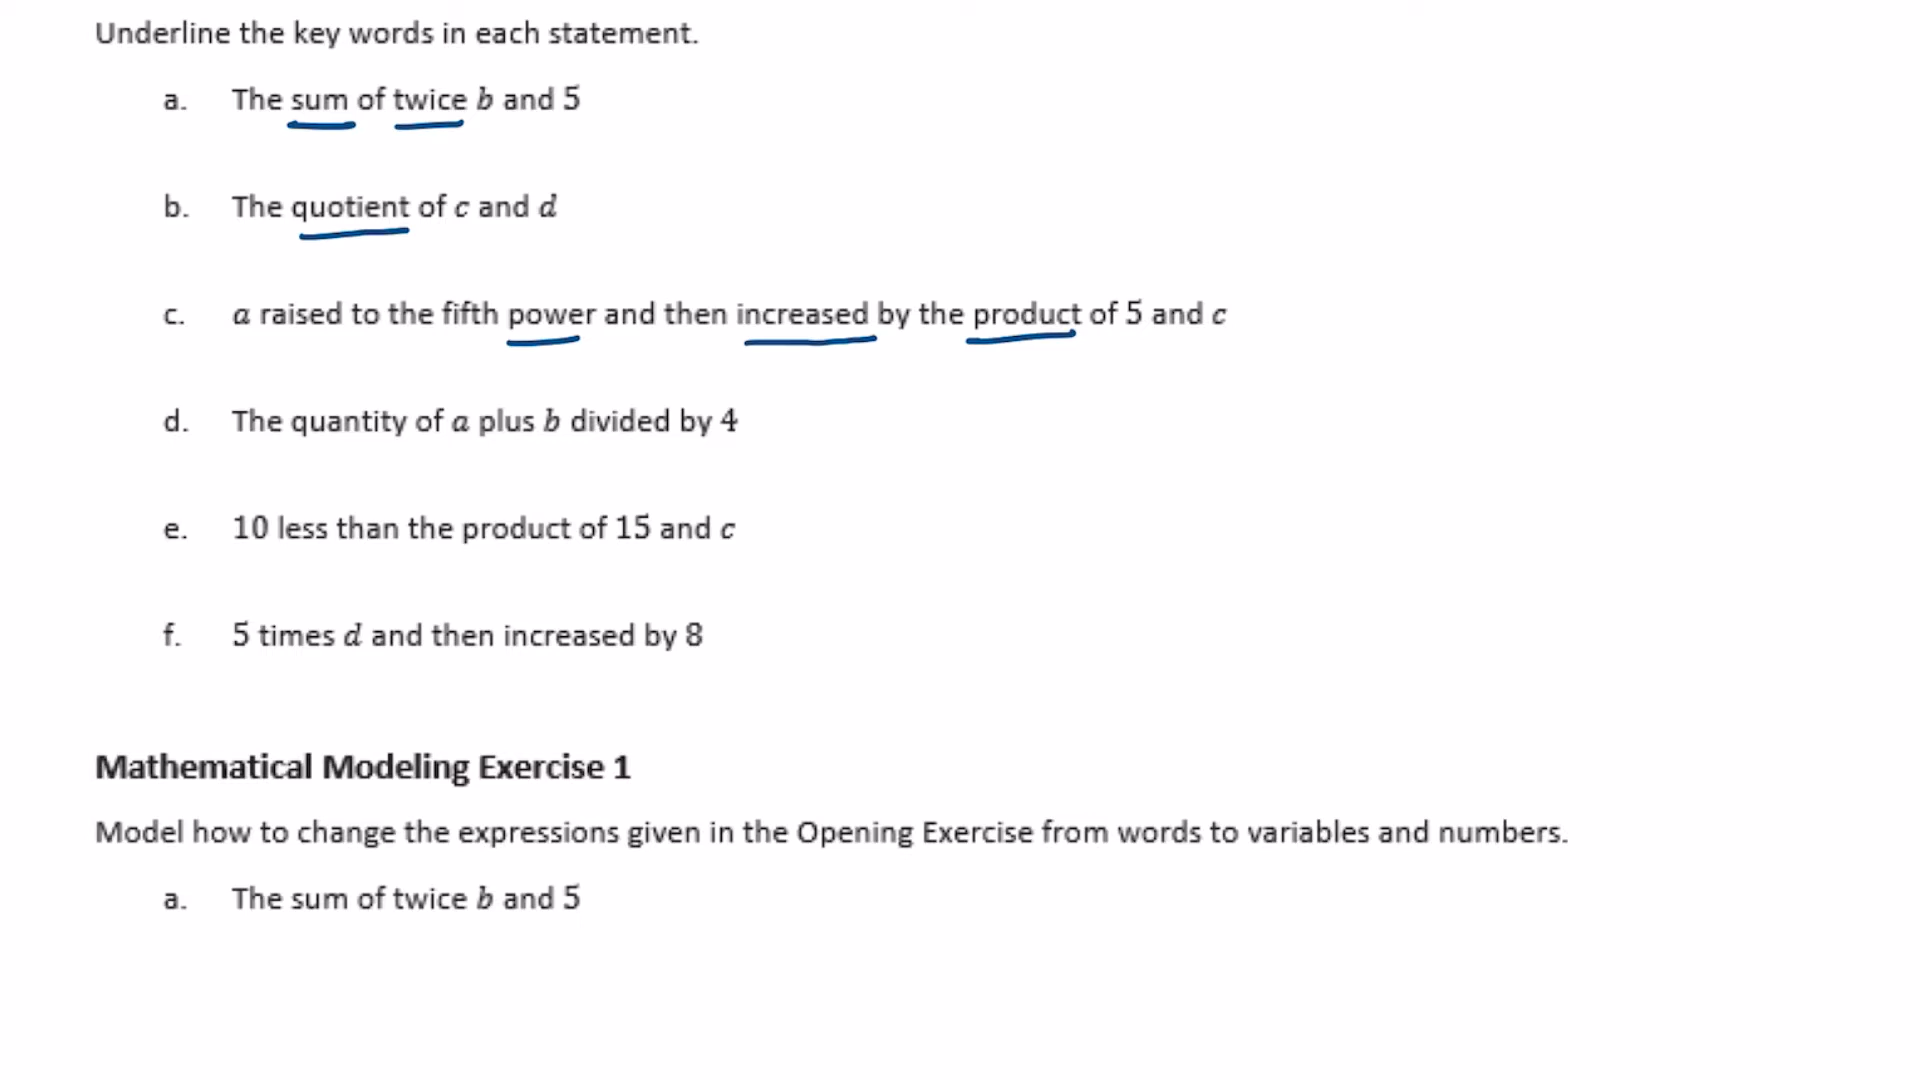 Underline the key words in each statement.
a. The sum of twice b and 5
b. The quotient of c and d
c. a raised to the fifth power and then increased by the product of 5 and c
d. The quantity of a plus b divided by 4
e. 10 less than the product of 15 and c
f. 5 times d and then increased by 8
Mathematical Modeling Exercise 1
Model how to change the expressions given in the Opening Exercise from words to variables and numbers.
a. The sum of twice b and 5